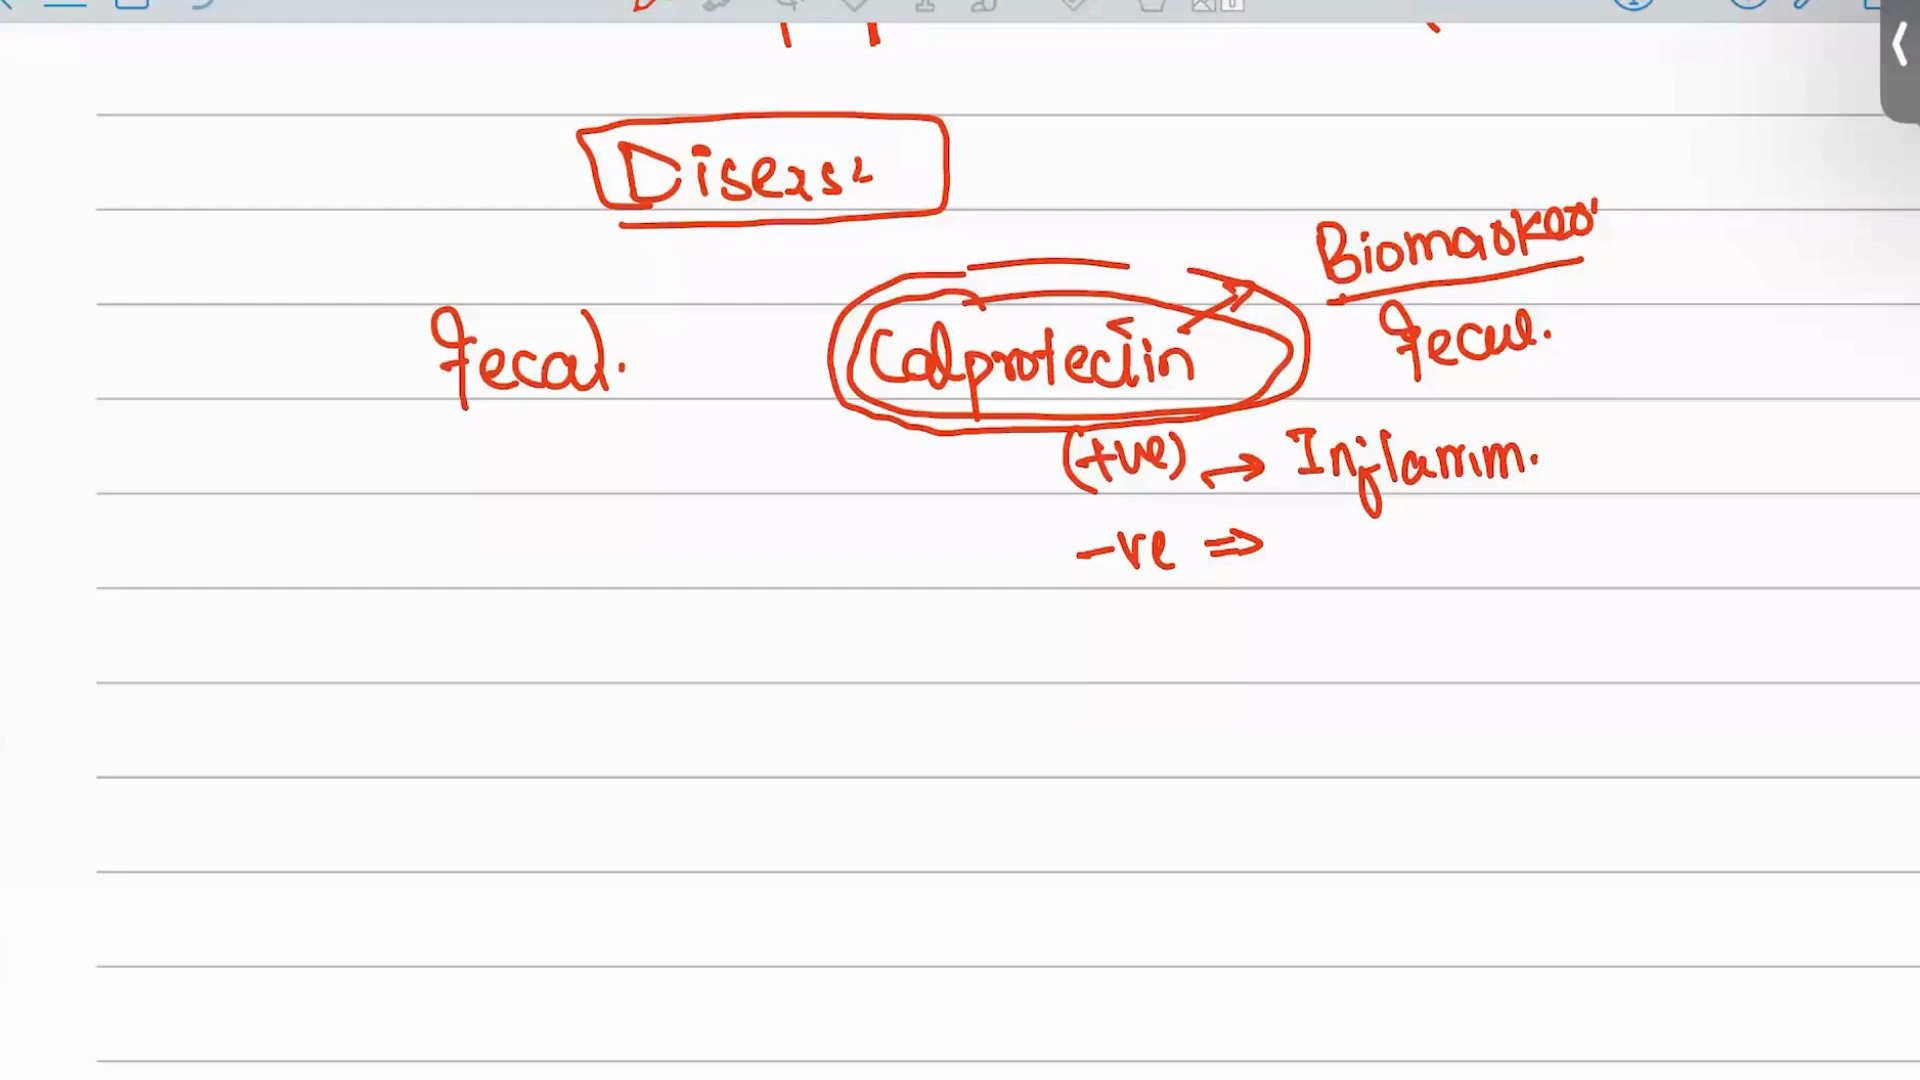 Disease
Biomarker
Fecal. Calprotectin Fecal.
(+ve) → Inflamm.
-ve ⇒